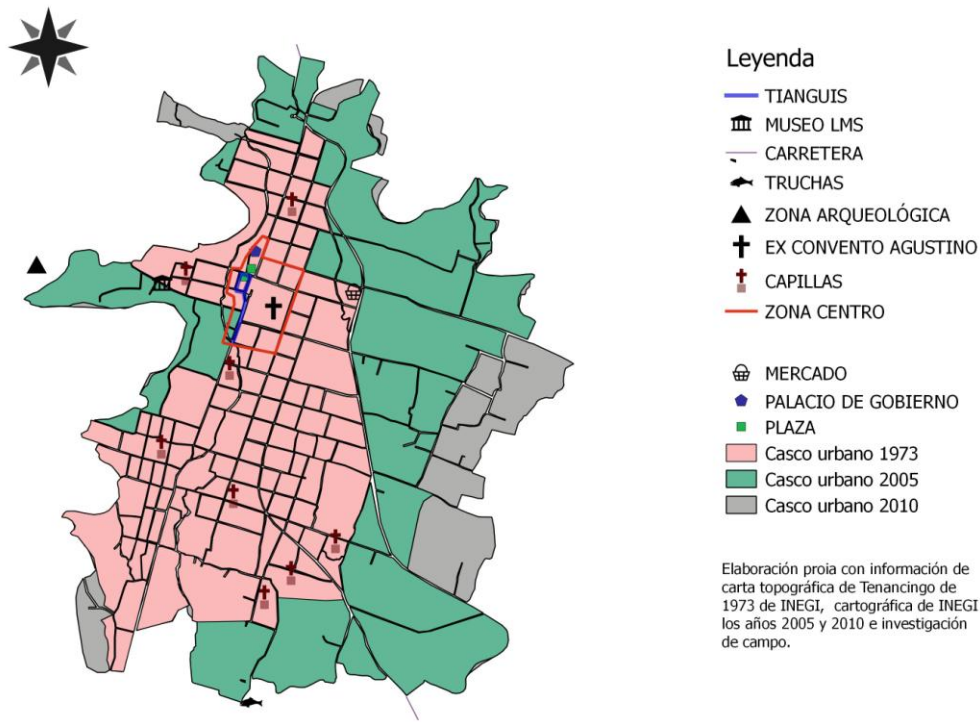 Leyenda
TIANGUIS
MUSEO LMS
CARRETERA
TRUCHAS
ZONA ARQUEOLÓGICA
EX CONVENTO AGUSTINO
CAPILLAS
ZONA CENTRO
MERCADO
PALACIO DE GOBIERNO
PLAZA
Casco urbano 1973
Casco urbano 2005
Casco urbano 2010
Elaboración proia con información de
carta topográfica de Tenancingo de
1973 de INEGI, cartográfica de INEGI
los años 2005 y 2010 e investigación
de campo.